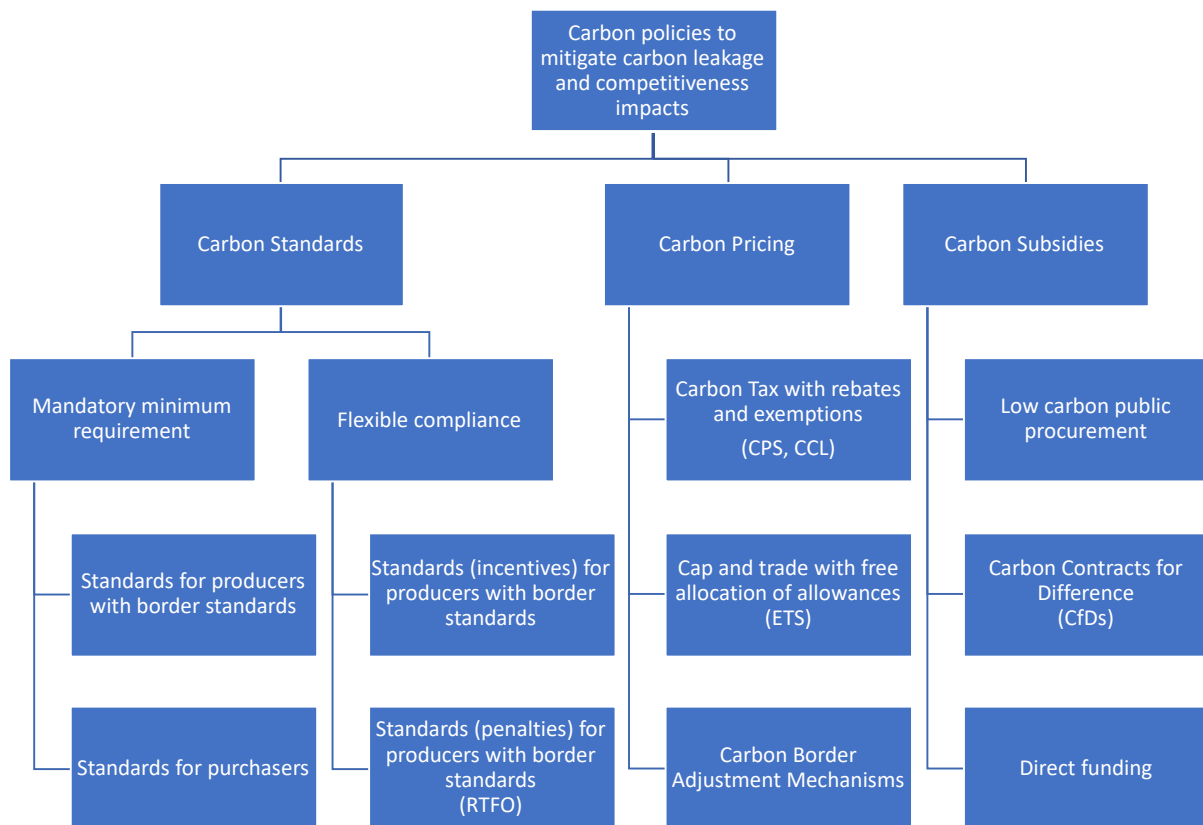 Carbon policies to
mitigate carbon leakage
and competitiveness
impacts
Carbon Standards
Carbon Pricing
Carbon Subsidies
Mandatory minimum
requirement
Flexible compliance
Carbon Tax with rebates
and exemptions
(CPS, CCL)
Low carbon public
procurement
Standards for producers
with border standards
Standards (incentives) for
producers with border
standards
Cap and trade with free
allocation of allowances
(ETS)
Carbon Contracts for
Difference
(CfDs)
Standards for purchasers
Standards (penalties) for
producers with border
standards
(RTFO)
Carbon Border
Adjustment Mechanisms
Direct funding